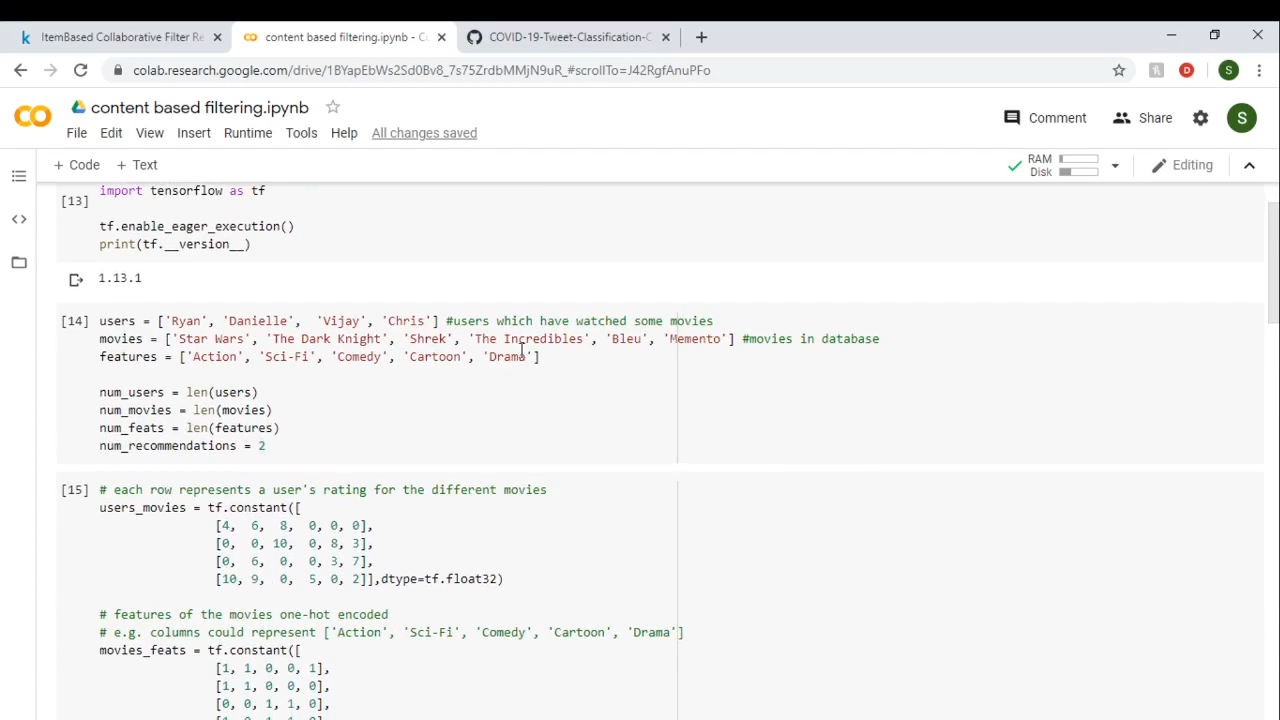 ItemBased Collaborative Filter Re
content based filtering.ipynb - Co
COVID-19-Tweet-Classification-C
colab.research.google.com/drive/1BYapEbWs2Sd0Bv8_7s752rdbMMiN9uR_#scrollTo=J42RgfAnuPFo
S
content based filtering.ipynb
Comment
Share
S
File Edit View Insert Runtime Tools Help All changes saved
+ Code + Text
RAM
Disk
Editing
import tensorflow as tf
[13]
tf.enable_eager_execution()
print(tf.__version__)
1.13.1
[14] users = ['Ryan', 'Danielle', 'Vijay', 'Chris'] #users which have watched some movies
movies = ['Star Wars', 'The Dark Knight', 'Shrek', 'The Incredibles', 'Bleu', 'Memento'] #movies in database
features = ['Action', 'Sci-Fi', 'Comedy', 'Cartoon', 'Drama']
num_users = len(users)
num_movies = len(movies)
num_feats = len(features)
num_recommendations = 2
[15] # each row represents a user's rating for the different movies
users_movies = tf.constant([
[4, 6, 8, 0, 0, 0],
[0, 0, 10, 0, 8, 3],
[0, 6, 0, 0, 3, 7],
[10, 9, 0, 5, 0, 2]],dtype=tf.float32)
# features of the movies one-hot encoded
# e.g. columns could represent ['Action', 'Sci-Fi', 'Comedy', 'Cartoon', 'Drama']
movies_feats = tf.constant([
[1, 1, 0, 0, 1],
[1, 1, 0, 0, 0],
[0, 0, 1, 1, 0],
[1, 0, 1, 1, 0]